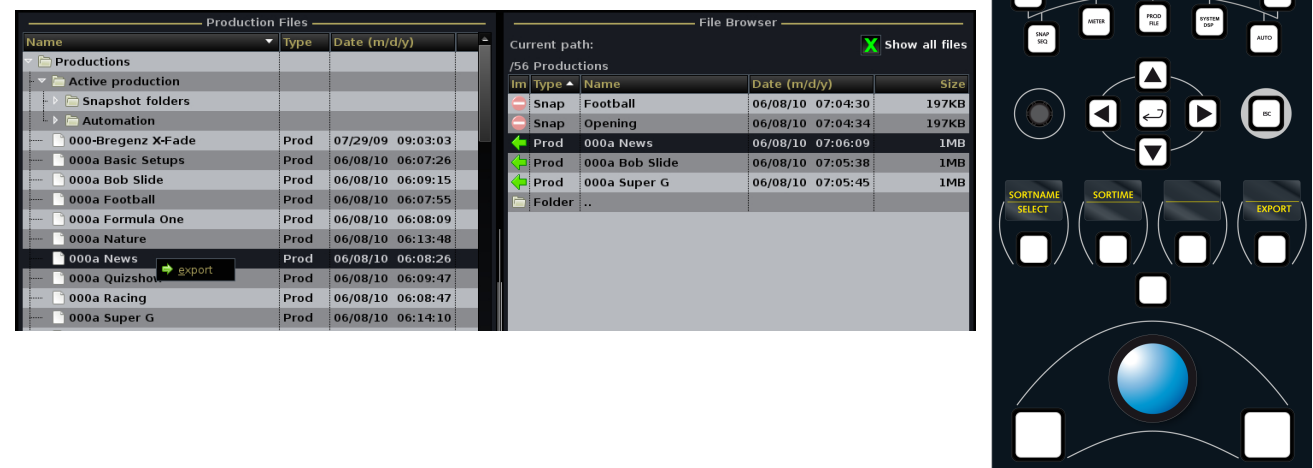 Production Files
Name Type Date (m/d/y)
Productions
Active production
Snapshot folders
Automation
000-Bregenz X-Fade Prod 07/29/09 09:03:03
000a Basic Setups Prod 06/08/10 06:07:26
000a Bob Slide Prod 06/08/10 06:09:15
000a Football Prod 06/08/10 06:07:55
000a Formula One Prod 06/08/10 06:08:09
000a Nature Prod 06/08/10 06:13:48
000a News Prod 06/08/10 06:08:26
export
000a Quizshow Prod 06/08/10 06:09:47
000a Racing Prod 06/08/10 06:08:47
000a Super G Prod 06/08/10 06:14:10
File Browser
Current path: X Show all files
/56 Productions
Im Type Name Date (m/d/y) Size
Snap Football 06/08/10 07:04:30 197KB
Snap Opening 06/08/10 07:04:34 197KB
Prod 000a News 06/08/10 07:06:09 1MB
Prod 000a Bob Slide 06/08/10 07:05:38 1MB
Prod 000a Super G 06/08/10 07:05:45 1MB
Folder ..
SNAP
SEQ
METER
PROD
FILE
SYSTEM
DSP
AUTO
ESC
SORTNAME
SELECT
SORTIME
EXPORT